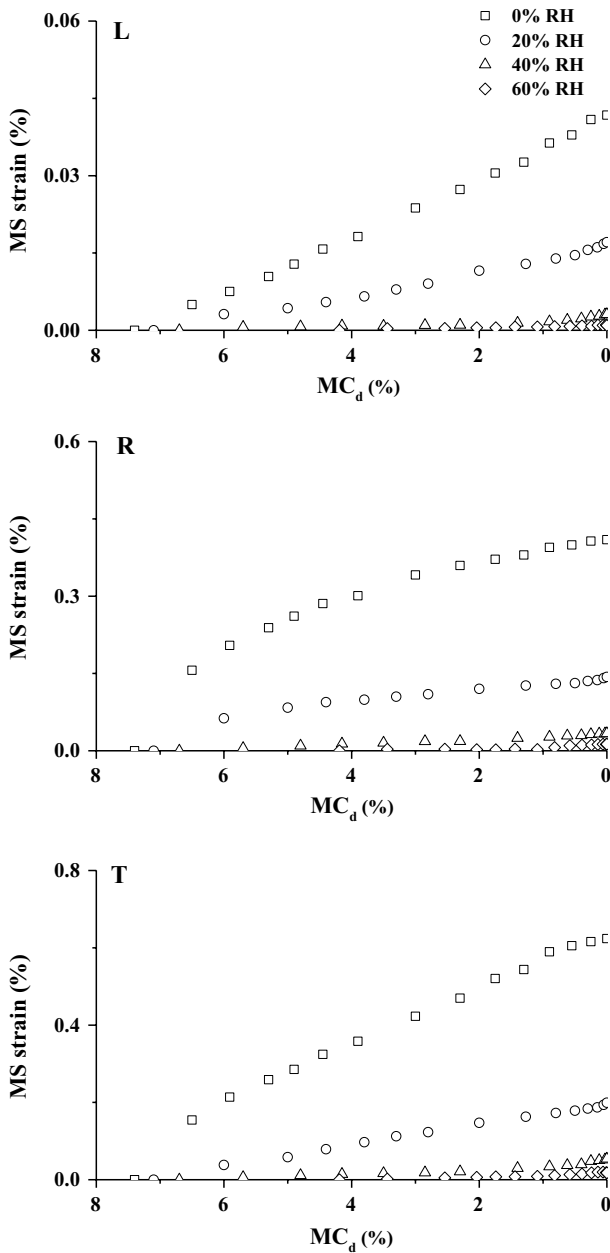 L
0% RH
20% RH
40% RH
60% RH
0.06
0.03
0.00
MS strain (%)
8 6 4 2 0
MCd (%)
R
0.6
0.3
0.0
MS strain (%)
8 6 4 2 0
MCd (%)
T
0.8
0.4
0.0
MS strain (%)
8 6 4 2 0
MCd (%)